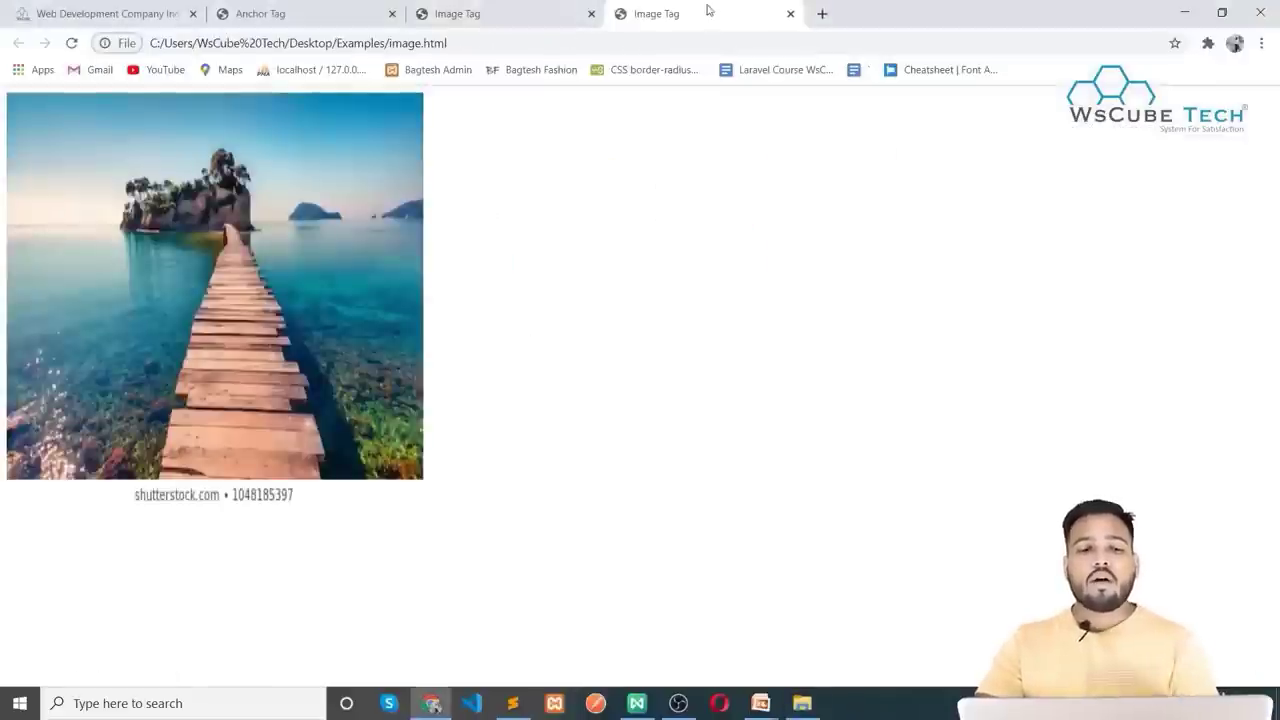 Web Development Company In
Anchor Tag
Image Tag
Image Tag
File
C:/Users/WsCube%20Tech/Desktop/Examples/image.html
Apps
Gmail
YouTube
Maps
localhost / 127.0.0....
Bagtesh Admin
BF Bagtesh Fashion
CSS border-radius...
Laravel Course WsC...
Cheatsheet | Font A...
WsCube Tech®
System For Satisfaction
shutterstock.com • 1048185397
Type here to search